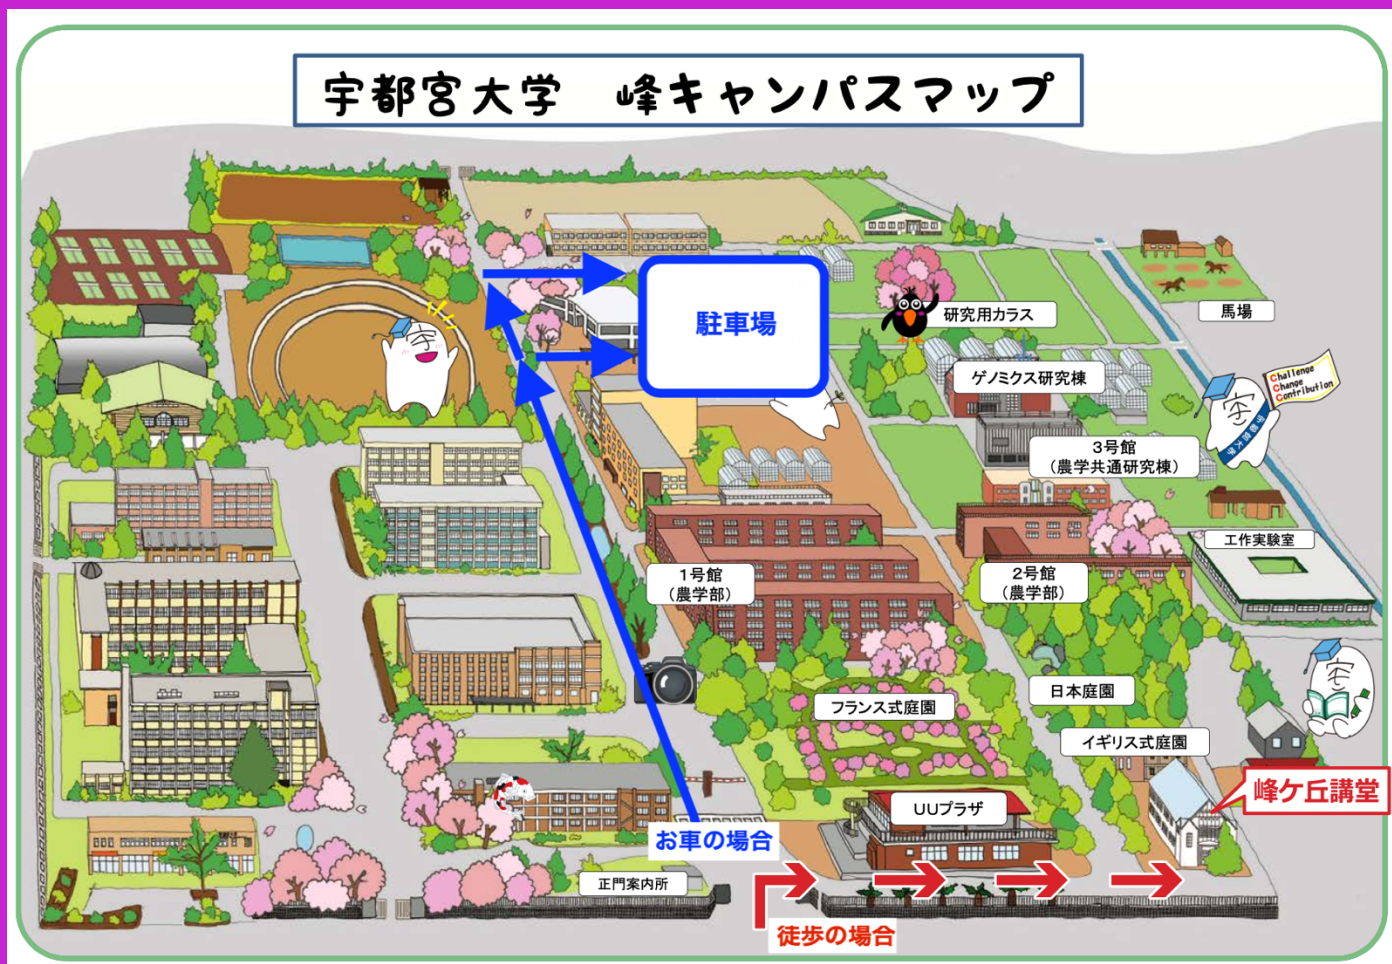 宇都宮大学　峰キャンパスマップ
駐車場
研究用カラス
馬場
ゲノミクス研究棟
Challenge
Change
Contribution
宇都宮大学
3号館
（農学共通研究棟）
工作実験室
1号館
（農学部）
2号館
（農学部）
日本庭園
フランス式庭園
イギリス式庭園
峰ケ丘講堂
UUプラザ
お車の場合
正門案内所
徒歩の場合